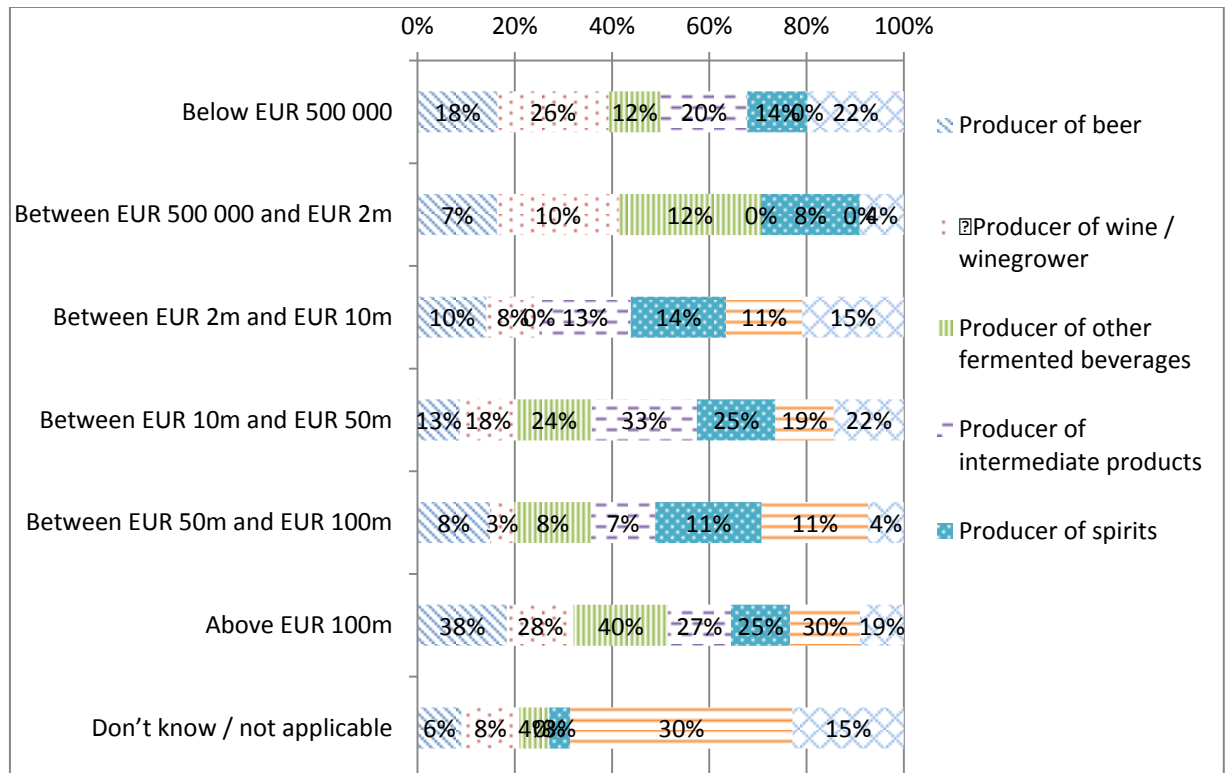 0% 20% 40% 60% 80% 100%
Below EUR 500 000
18% 26% 12% 20% 14% 0% 22%
Between EUR 500 000 and EUR 2m
7% 10% 12% 0% 8% 0% 4%
Between EUR 2m and EUR 10m
10% 8% 0% 13% 14% 11% 15%
Between EUR 10m and EUR 50m
13% 18% 24% 33% 25% 19% 22%
Between EUR 50m and EUR 100m
8% 3% 8% 7% 11% 11% 4%
Above EUR 100m
38% 28% 40% 27% 25% 30% 19%
Don’t know / not applicable
6% 8% 4% 30% 15%
Producer of beer
Producer of wine /
winegrower
Producer of other
fermented beverages
Producer of
intermediate products
Producer of spirits